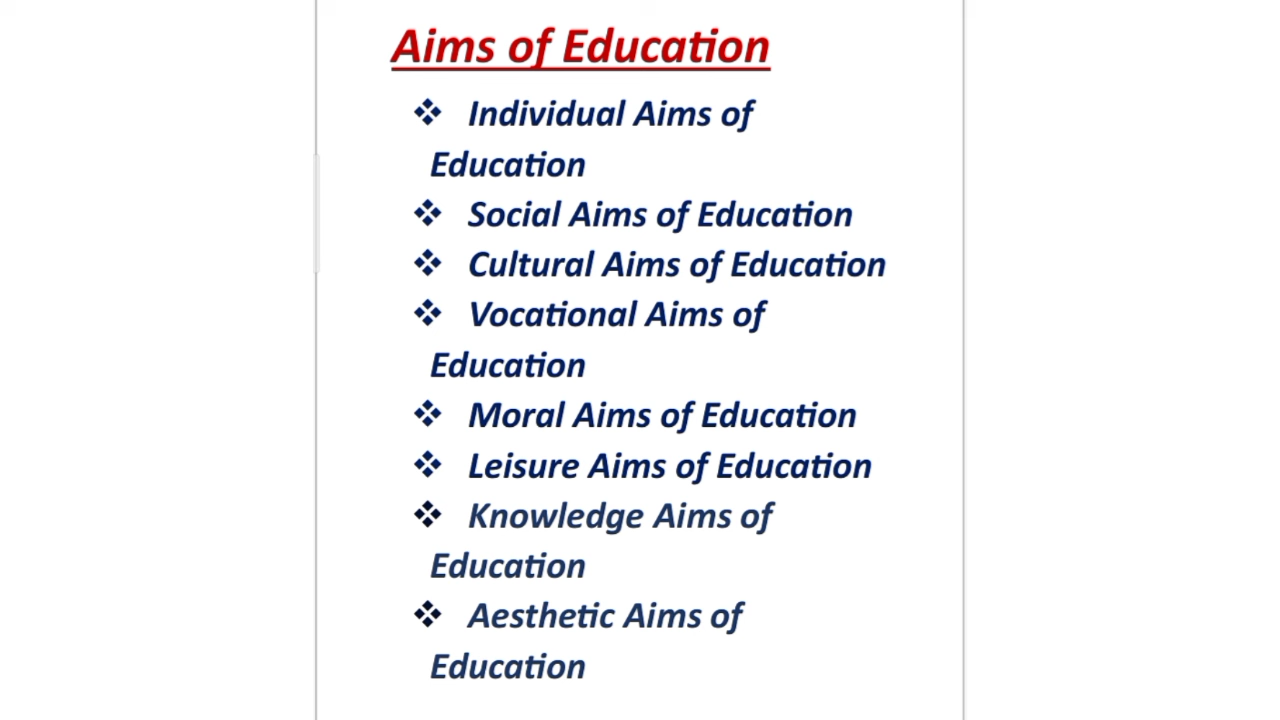 Aims of Education
❖ Individual Aims of
Education
❖ Social Aims of Education
❖ Cultural Aims of Education
❖ Vocational Aims of
Education
❖ Moral Aims of Education
❖ Leisure Aims of Education
❖ Knowledge Aims of
Education
❖ Aesthetic Aims of
Education